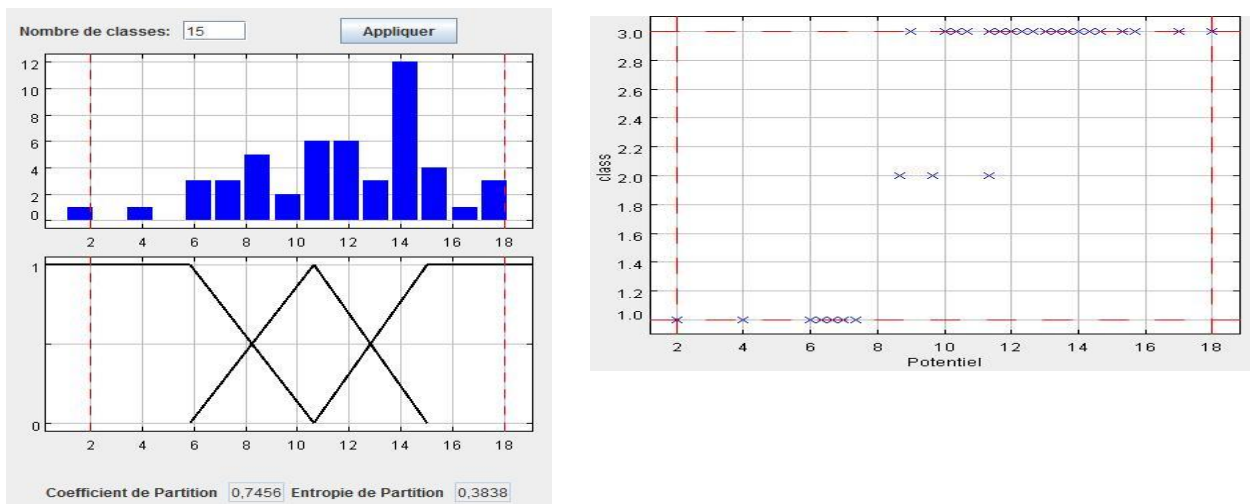 Nombre de classes: 15 Appliquer
12
10
8
6
4
2
0
2 4 6 8 10 12 14 16 18
1
0
2 4 6 8 10 12 14 16 18
Coefficient de Partition 0,7456 Entropie de Partition 0,3838
3.0
2.8
2.6
2.4
2.2
2.0
1.8
1.6
1.4
1.2
1.0
class
2 4 6 8 10 12 14 16 18
Potentiel